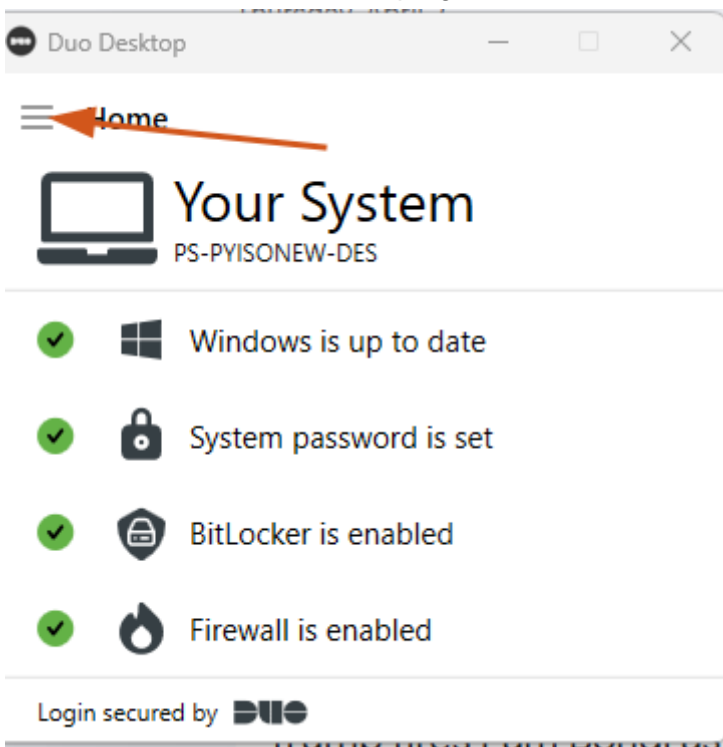 Duo Desktop
Home
Your System
PS-PYISONEW-DES
Windows is up to date
System password is set
BitLocker is enabled
Firewall is enabled
Login secured by DUO